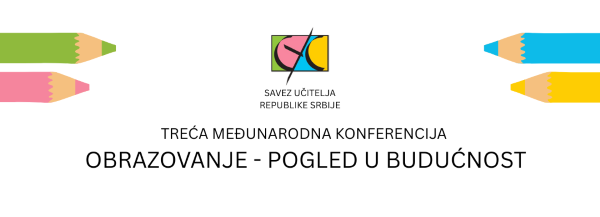 SAVEZ UČITELJA
REPUBLIKE SRBIJE
TREĆA MEĐUNARODNA KONFERENCIJA
OBRAZOVANJE - POGLED U BUDUĆNOST